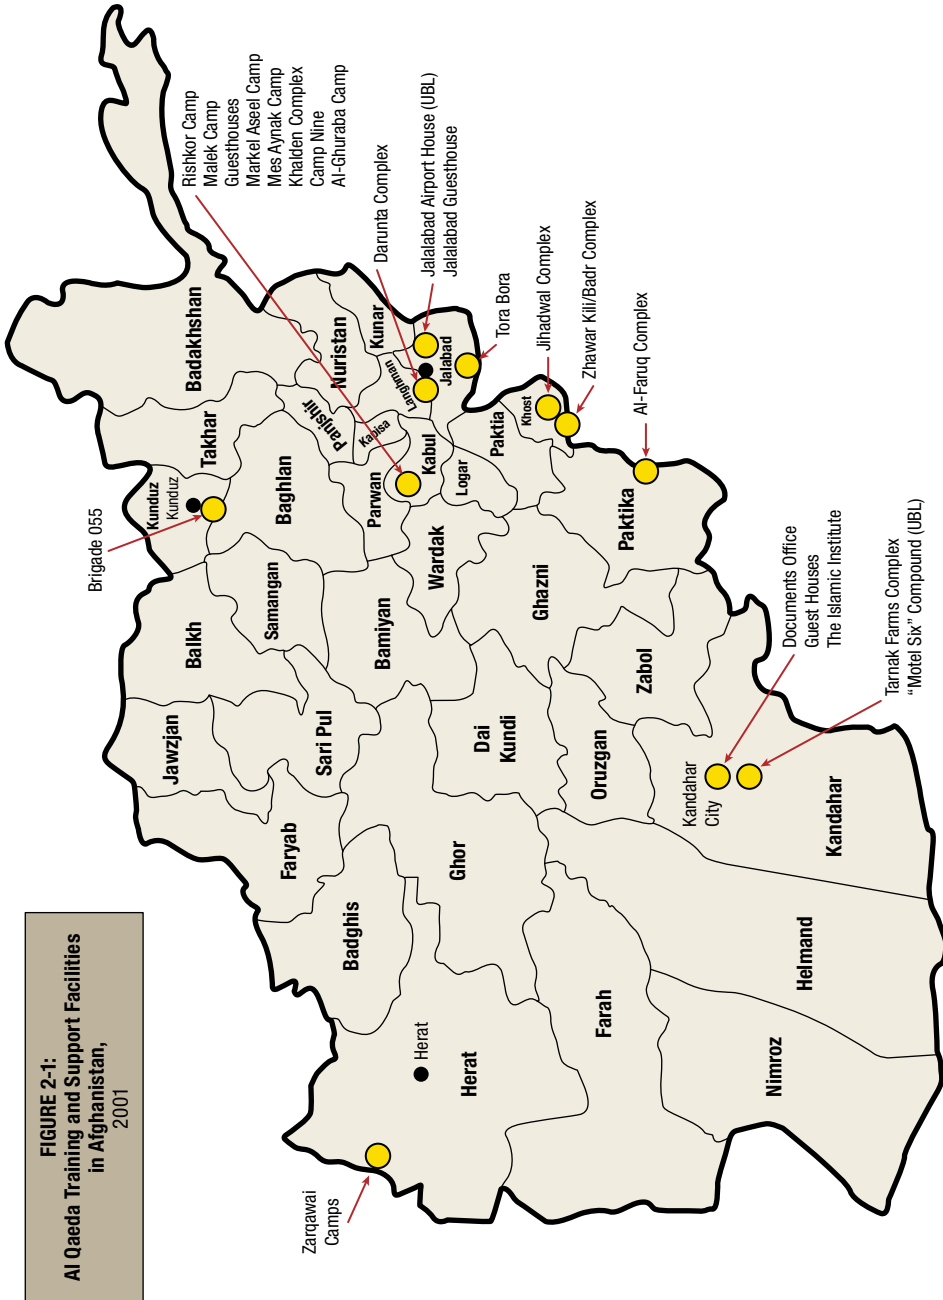 FIGURE 2-1:
Al Qaeda Training and Support Facilities
in Afghanistan,
2001
Brigade 055
Rishkor Camp
Malek Camp
Guesthouses
Markel Aseel Camp
Mes Aynak Camp
Khalden Complex
Camp Nine
Al-Ghuraba Camp
Darunta Complex
Jalalabad Airport House (UBL)
Jalalabad Guesthouse
Tora Bora
Jihadwal Complex
Zhawar Kili/Badr Complex
Al-Faruq Complex
Documents Office
Guest Houses
The Islamic Institute
Tarnak Farms Complex
“Motel Six” Compound (UBL)
Zarqawai
Camps
Badakhshan
Takhar
Kunduz
Kunduz
Baghlan
Balkh
Samangan
Jawzjan
Sari Pul
Faryab
Badghis
Herat
Herat
Ghor
Bamiyan
Parwan
Panjshir
Kapisa
Nuristan
Kunar
Langhman
Jalabad
Kabul
Logar
Wardak
Paktia
Khost
Paktika
Ghazni
Dai
Kundi
Oruzgan
Zabol
Kandahar
City
Kandahar
Helmand
Farah
Nimroz